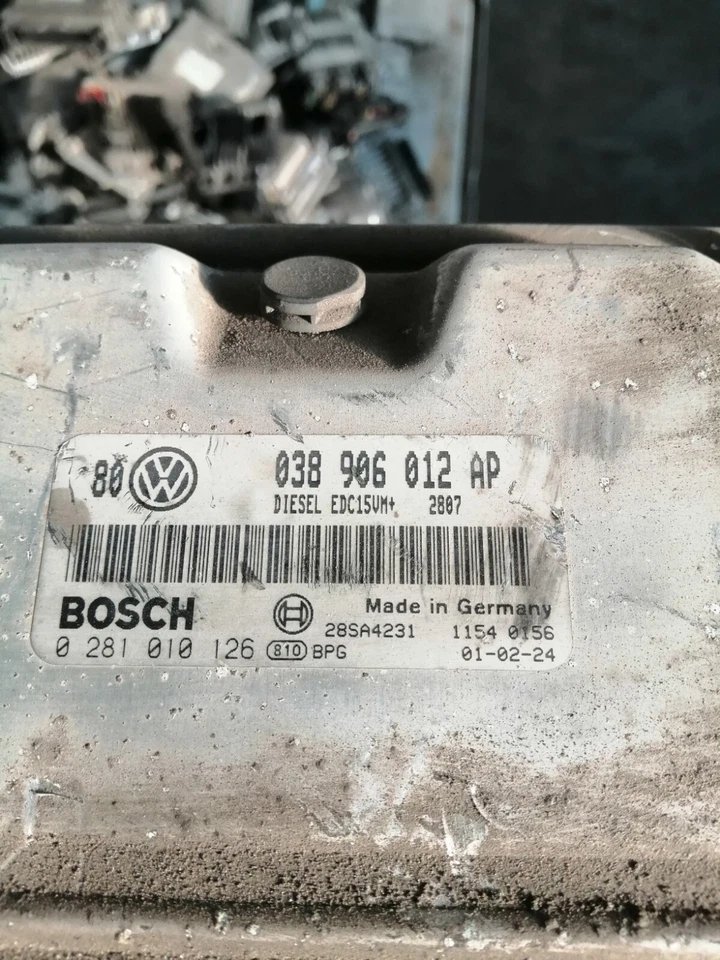 80 VW 038 906 012 AP
DIESEL EDC15VM+ 2807
BOSCH Made in Germany
28SA4231 1154 0156
0 281 010 126 810 BPG 01-02-24